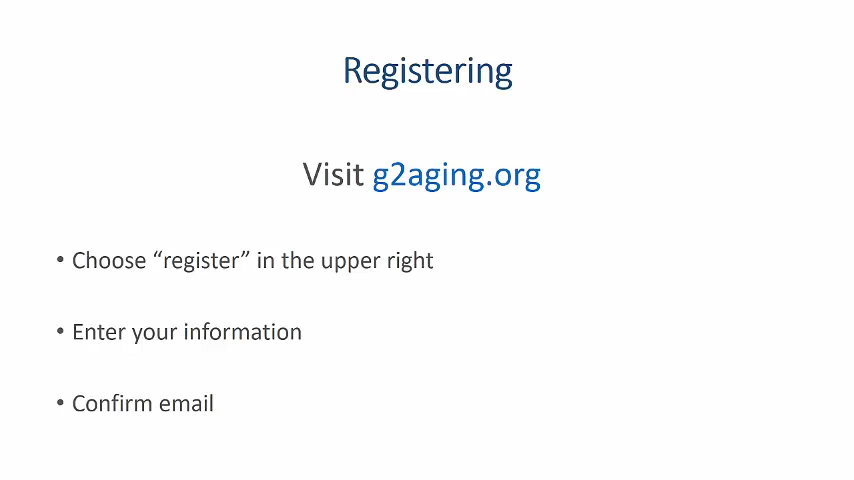 Registering
Visit g2aging.org
• Choose “register” in the upper right
• Enter your information
• Confirm email